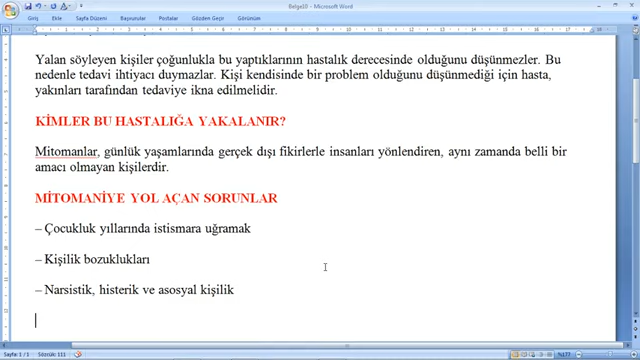 Belge10 - Microsoft Word
Giriş Ekle Sayfa Düzeni Başvurular Postalar Gözden Geçir Görünüm
Yalan söyleyen kişiler çoğunlukla bu yaptıklarının hastalık derecesinde olduğunu düşünmezler. Bu
nedenle tedavi ihtiyacı duymazlar. Kişi kendisinde bir problem olduğunu düşünmediği için hasta,
yakınları tarafından tedaviye ikna edilmelidir.
KİMLER BU HASTALIĞA YAKALANIR?
Mitomanlar, günlük yaşamlarında gerçek dışı fikirlerle insanları yönlendiren, aynı zamanda belli bir
amacı olmayan kişilerdir.
MİTOMANİYE YOL AÇAN SORUNLAR
– Çocukluk yıllarında istismara uğramak
– Kişilik bozuklukları
– Narsistik, histerik ve asosyal kişilik
Sayfa: 1 / 1 Sözcük: 111 %177